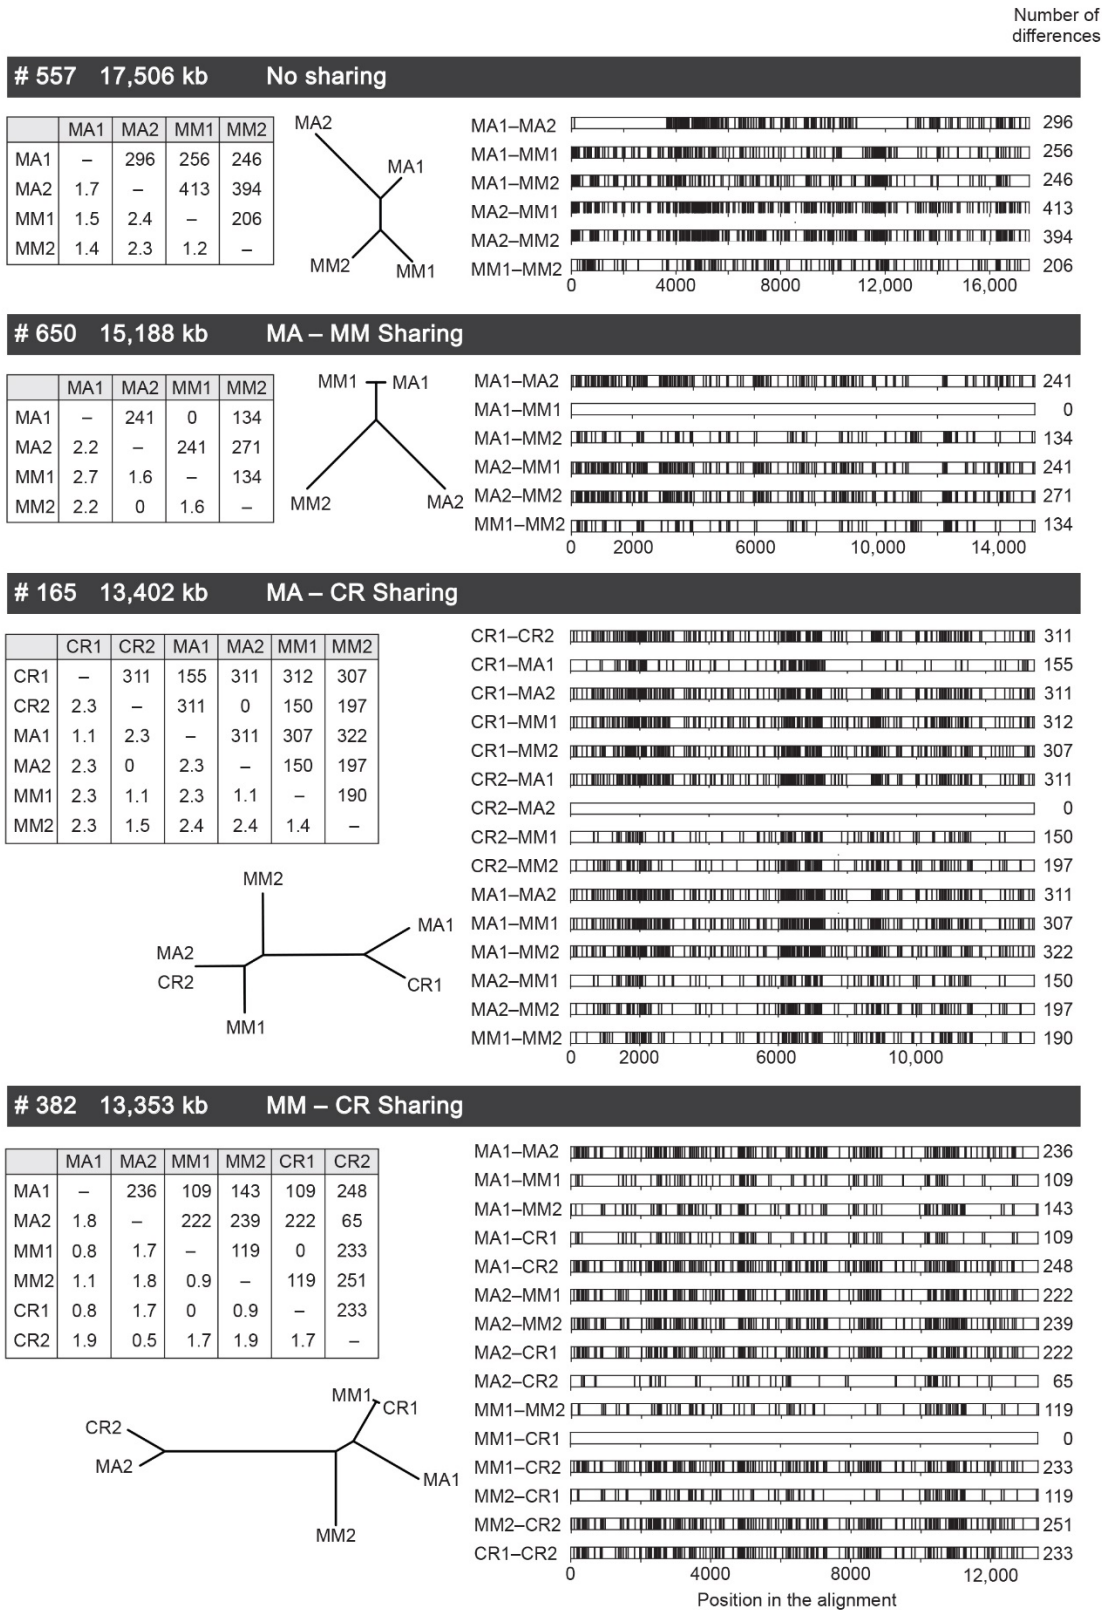 Number of
differences
# 557 17,506 kb No sharing
MA1 MA2 MM1 MM2
MA1 – 296 256 246
MA2 1.7 – 413 394
MM1 1.5 2.4 – 206
MM2 1.4 2.3 1.2 –
MA2
MA1
MM2
MM1
MA1–MA2 296
MA1–MM1 256
MA1–MM2 246
MA2–MM1 413
MA2–MM2 394
MM1–MM2 206
0 4000 8000 12,000 16,000
# 650 15,188 kb MA – MM Sharing
MA1 MA2 MM1 MM2
MA1 – 241 0 134
MA2 2.2 – 241 271
MM1 2.7 1.6 – 134
MM2 2.2 0 1.6 –
MM1 MA1
MM2 MA2
MA1–MA2 241
MA1–MM1 0
MA1–MM2 134
MA2–MM1 241
MA2–MM2 271
MM1–MM2 134
0 2000 6000 10,000 14,000
# 165 13,402 kb MA – CR Sharing
CR1 CR2 MA1 MA2 MM1 MM2
CR1 – 311 155 311 312 307
CR2 2.3 – 311 0 150 197
MA1 1.1 2.3 – 311 307 322
MA2 2.3 0 2.3 – 150 197
MM1 2.3 1.1 2.3 1.1 – 190
MM2 2.3 1.5 2.4 2.4 1.4 –
MM2
MA1
MA2
CR2
CR1
MM1
CR1–CR2 311
CR1–MA1 155
CR1–MA2 311
CR1–MM1 312
CR1–MM2 307
CR2–MA1 311
CR2–MA2 0
CR2–MM1 150
CR2–MM2 197
MA1–MA2 311
MA1–MM1 307
MA1–MM2 322
MA2–MM1 150
MA2–MM2 197
MM1–MM2 190
0 2000 6000 10,000
# 382 13,353 kb MM – CR Sharing
MA1 MA2 MM1 MM2 CR1 CR2
MA1 – 236 109 143 109 248
MA2 1.8 – 222 239 222 65
MM1 0.8 1.7 – 119 0 233
MM2 1.1 1.8 0.9 – 119 251
CR1 0.8 1.7 0 0.9 – 233
CR2 1.9 0.5 1.7 1.9 1.7 –
MM1
CR1
CR2
MA2
MA1
MM2
MA1–MA2 236
MA1–MM1 109
MA1–MM2 143
MA1–CR1 109
MA1–CR2 248
MA2–MM1 222
MA2–MM2 239
MA2–CR1 222
MA2–CR2 65
MM1–MM2 119
MM1–CR1 0
MM1–CR2 233
MM2–CR1 119
MM2–CR2 251
CR1–CR2 233
0 4000 8000 12,000
Position in the alignment